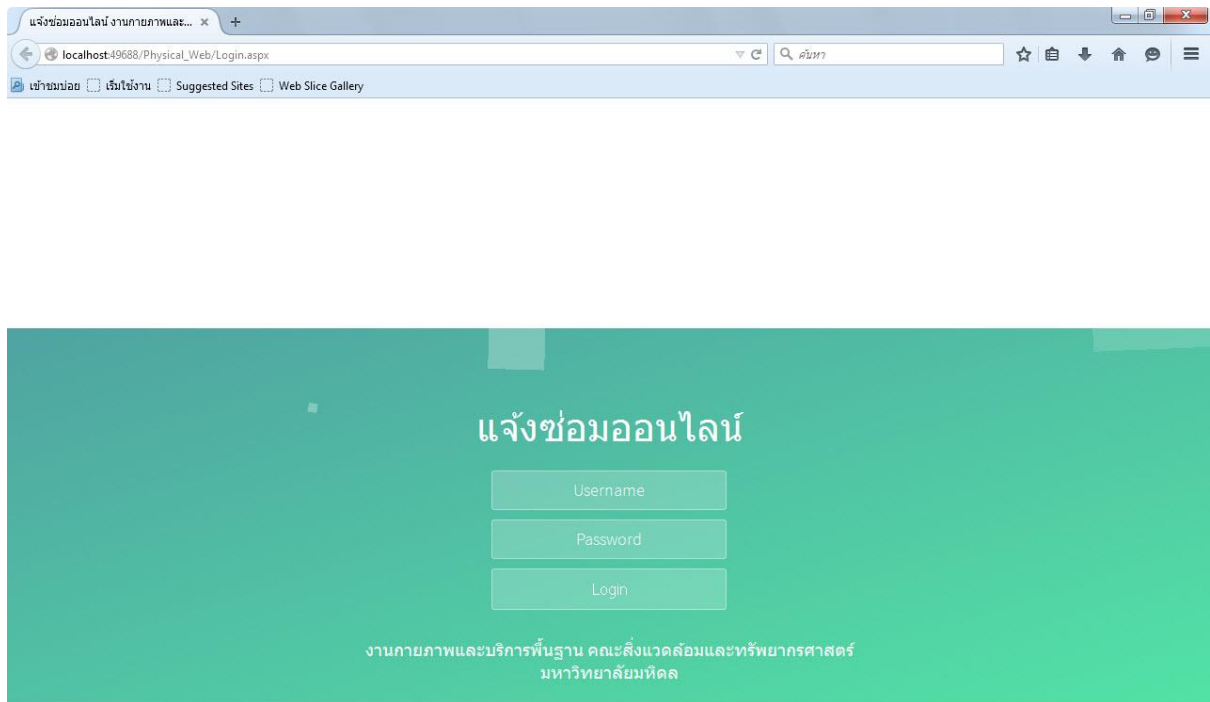 แจ้งซ่อมออนไลน์ งานกายภาพและ...
localhost:49688/Physical_Web/Login.aspx
ค้นหา
เข้าชมบ่อย เริ่มใช้งาน Suggested Sites Web Slice Gallery
แจ้งซ่อมออนไลน์
Username
Password
Login
งานกายภาพและบริการพื้นฐาน คณะสิ่งแวดล้อมและทรัพยากรศาสตร์
มหาวิทยาลัยมหิดล